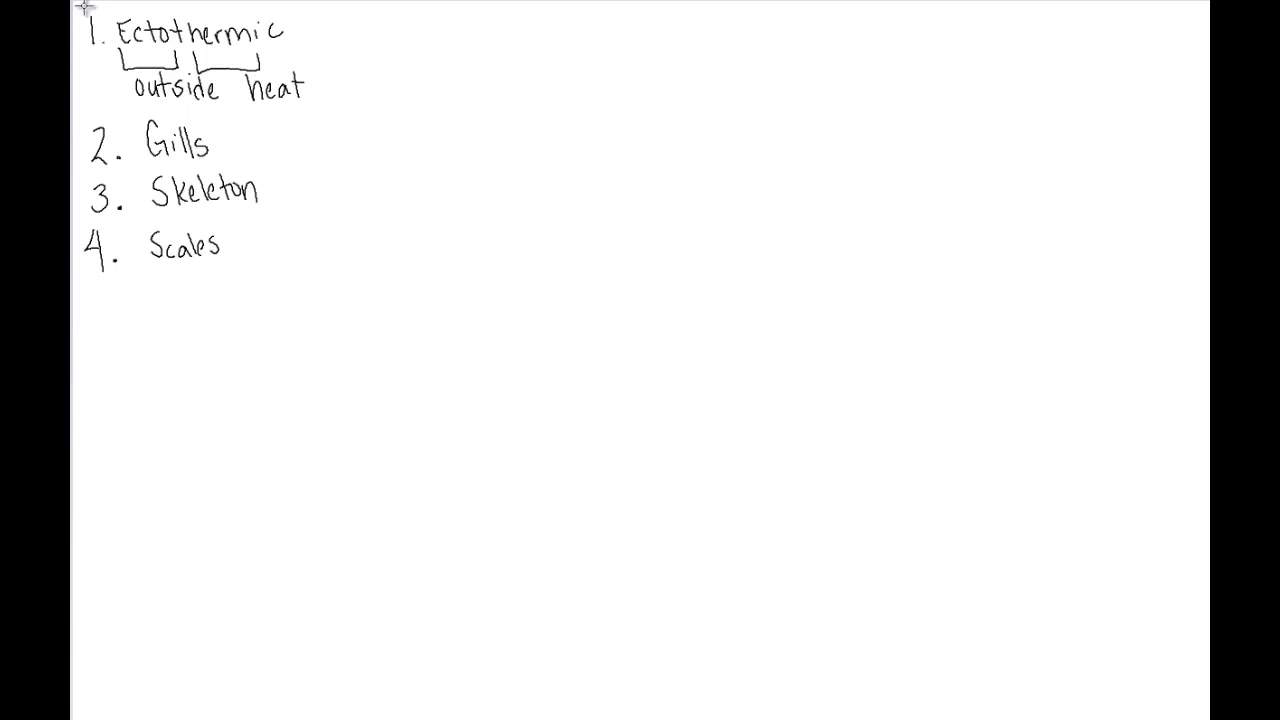 1. Ectothermic
outside heat
2. Gills
3. Skeleton
4. Scales